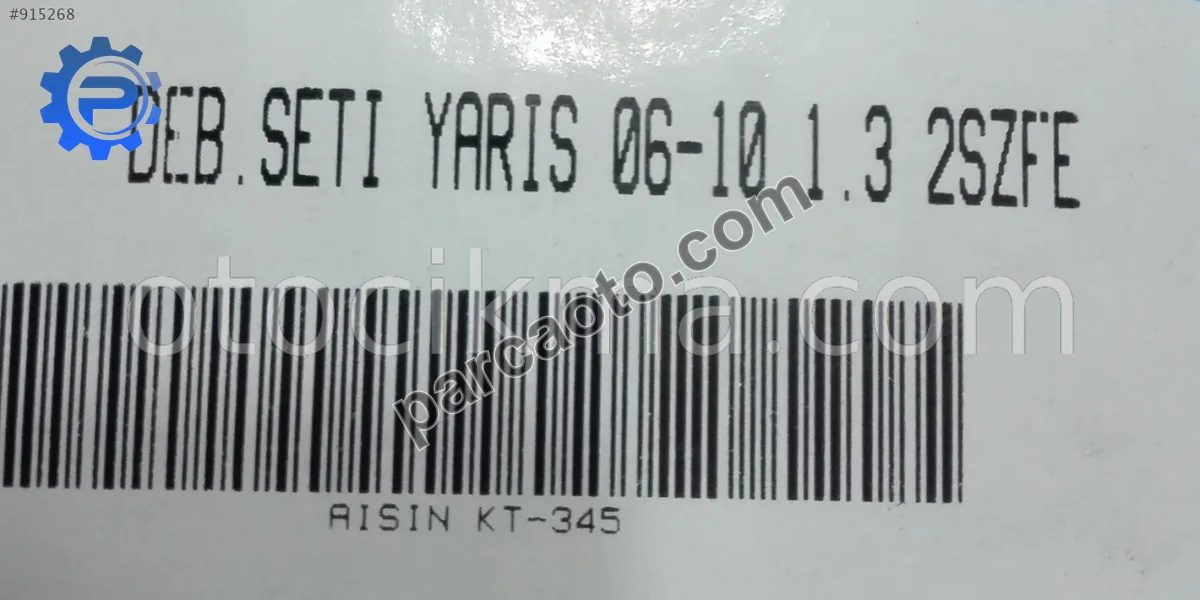 #915268
DEB.SETI YARIS 06-10 1.3 2SZFE
otocikma.com
parcaoto.com
AISIN KT-345